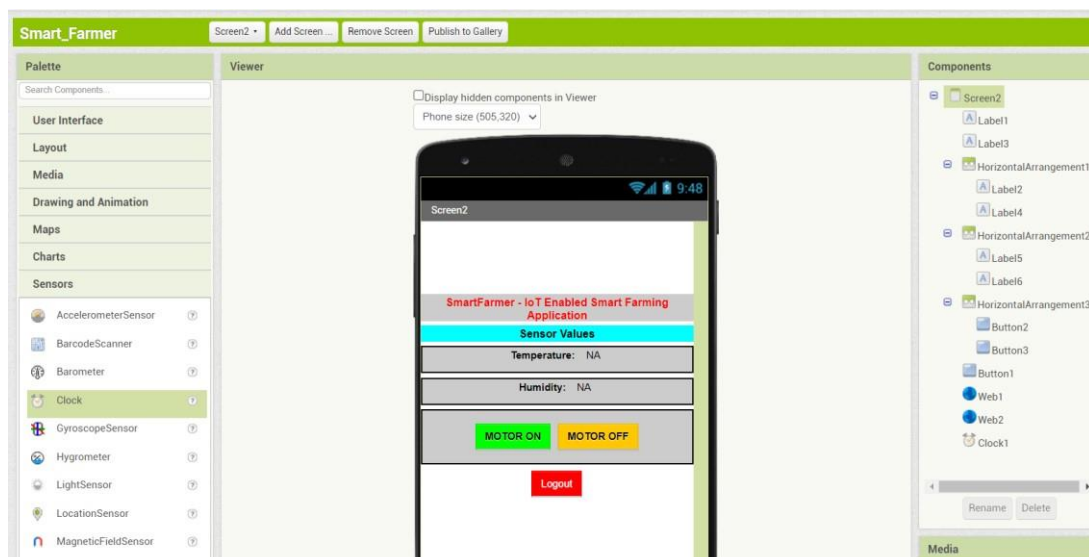 Smart_Farmer
Screen2
Add Screen ...
Remove Screen
Publish to Gallery
Palette
Search Components...
User Interface
Layout
Media
Drawing and Animation
Maps
Charts
Sensors
AccelerometerSensor
BarcodeScanner
Barometer
Clock
GyroscopeSensor
Hygrometer
LightSensor
LocationSensor
MagneticFieldSensor
Viewer
Display hidden components in Viewer
Phone size (505,320)
9:48
Screen2
SmartFarmer - IoT Enabled Smart Farming
Application
Sensor Values
Temperature: NA
Humidity: NA
MOTOR ON
MOTOR OFF
Logout
Components
Screen2
Label1
Label3
HorizontalArrangement1
Label2
Label4
HorizontalArrangement2
Label5
Label6
HorizontalArrangement3
Button2
Button3
Button1
Web1
Web2
Clock1
Rename
Delete
Media